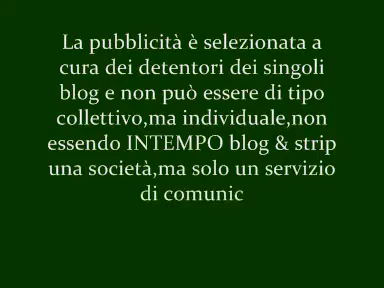 La pubblicità è selezionata a
cura dei detentori dei singoli
blog e non può essere di tipo
collettivo,ma individuale,non
essendo INTEMPO blog & strip
una società,ma solo un servizio
di comunic